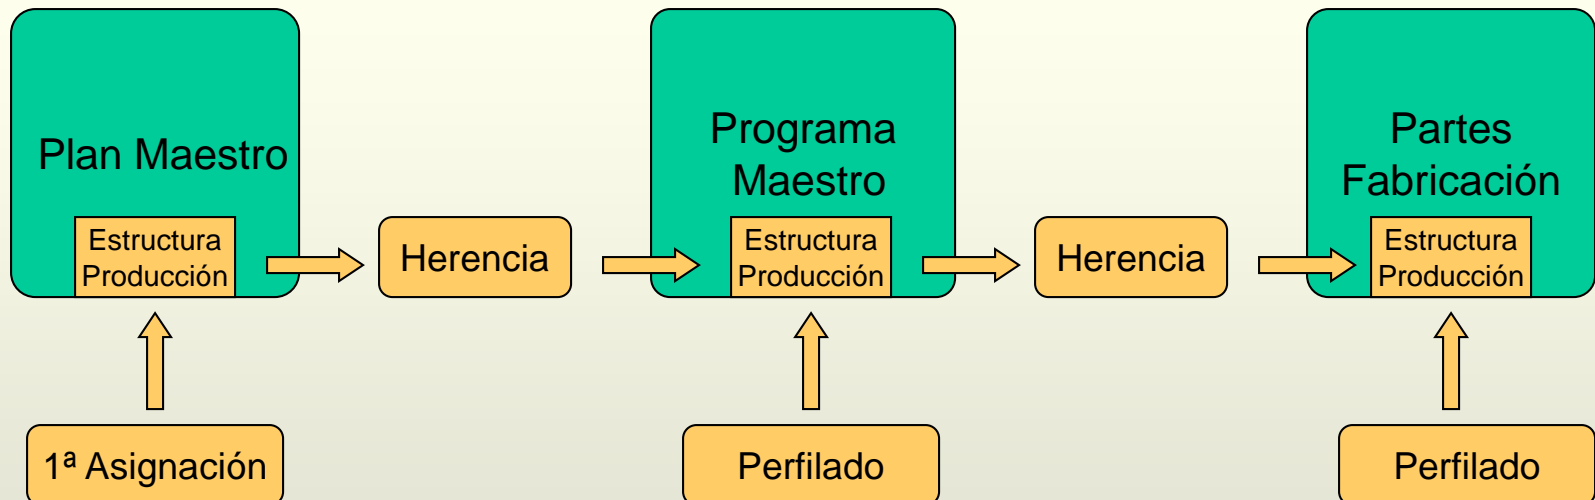 Plan Maestro
Estructura
Producción
Herencia
Programa
Maestro
Estructura
Producción
Herencia
Partes
Fabricación
Estructura
Producción
1ª Asignación
Perfilado
Perfilado